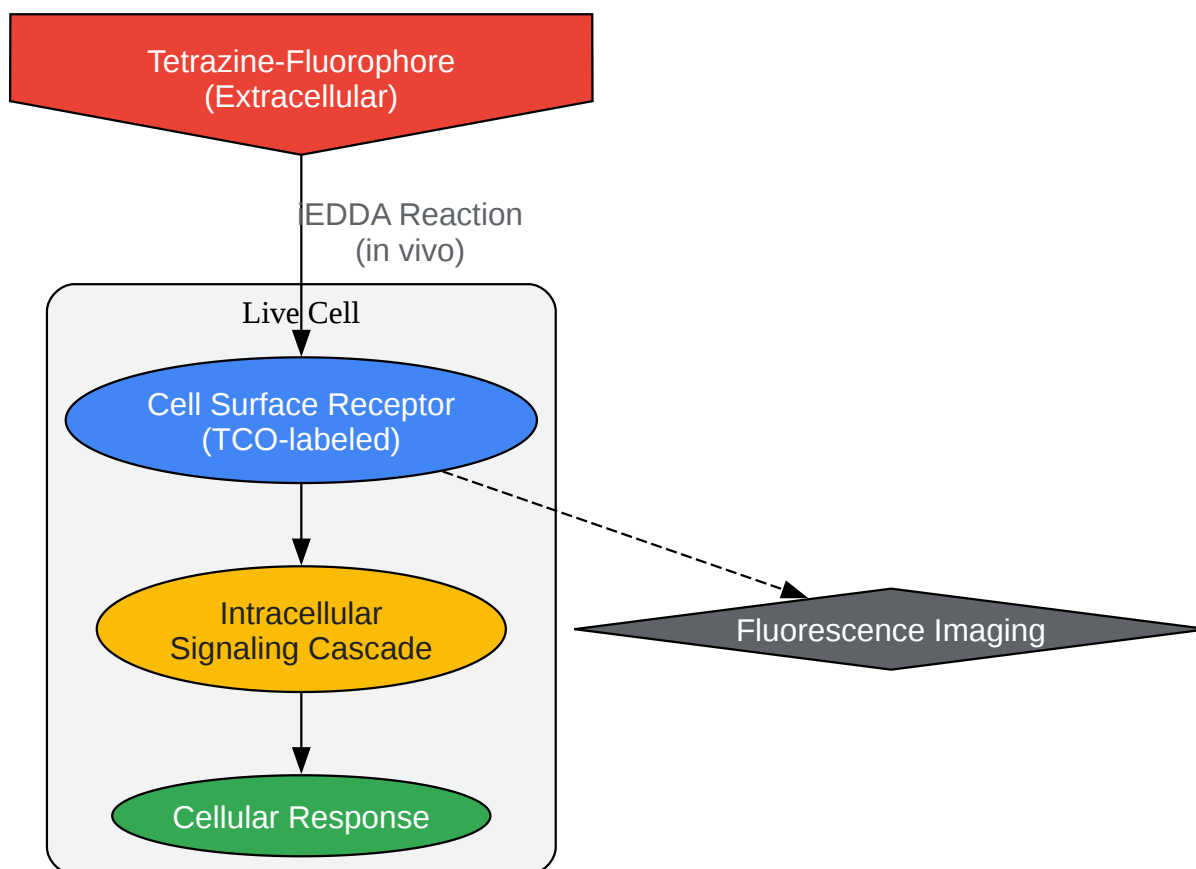 Tetrazine-Fluorophore
(Extracellular)
iEDDA Reaction
(in vivo)
Live Cell
Cell Surface Receptor
(TCO-labeled)
Intracellular
Signaling Cascade
Fluorescence Imaging
Cellular Response